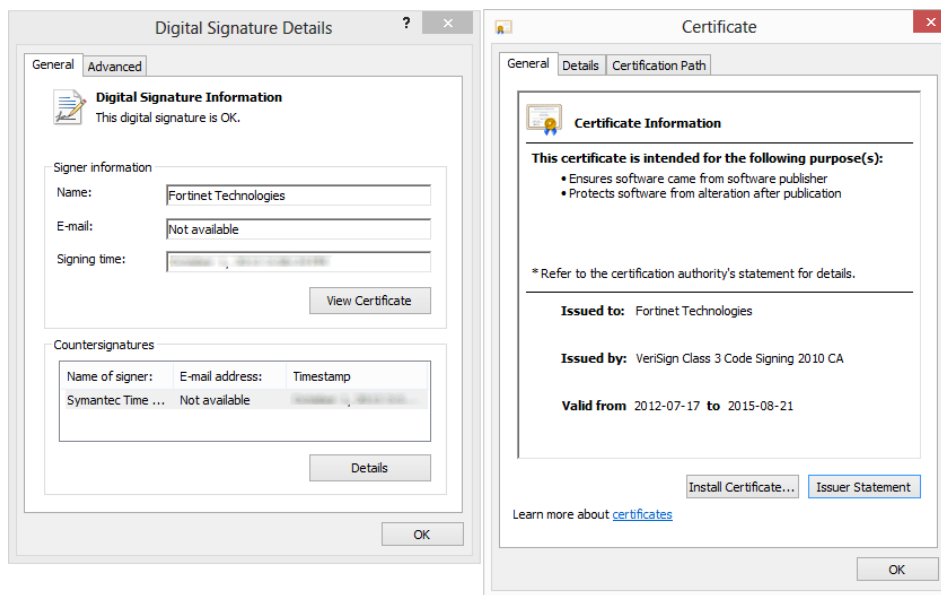 Digital Signature Details
?
General
Advanced
Digital Signature Information
This digital signature is OK.
Signer information
Name:
Fortinet Technologies
E-mail:
Not available
Signing time:
View Certificate
Countersignatures
Name of signer:
E-mail address:
Timestamp
Symantec Time ...
Not available
Details
OK
Certificate
General
Details
Certification Path
Certificate Information
This certificate is intended for the following purpose(s):
• Ensures software came from software publisher
• Protects software from alteration after publication
* Refer to the certification authority's statement for details.
Issued to: Fortinet Technologies
Issued by: VeriSign Class 3 Code Signing 2010 CA
Valid from 2012-07-17 to 2015-08-21
Install Certificate...
Issuer Statement
Learn more about certificates
OK